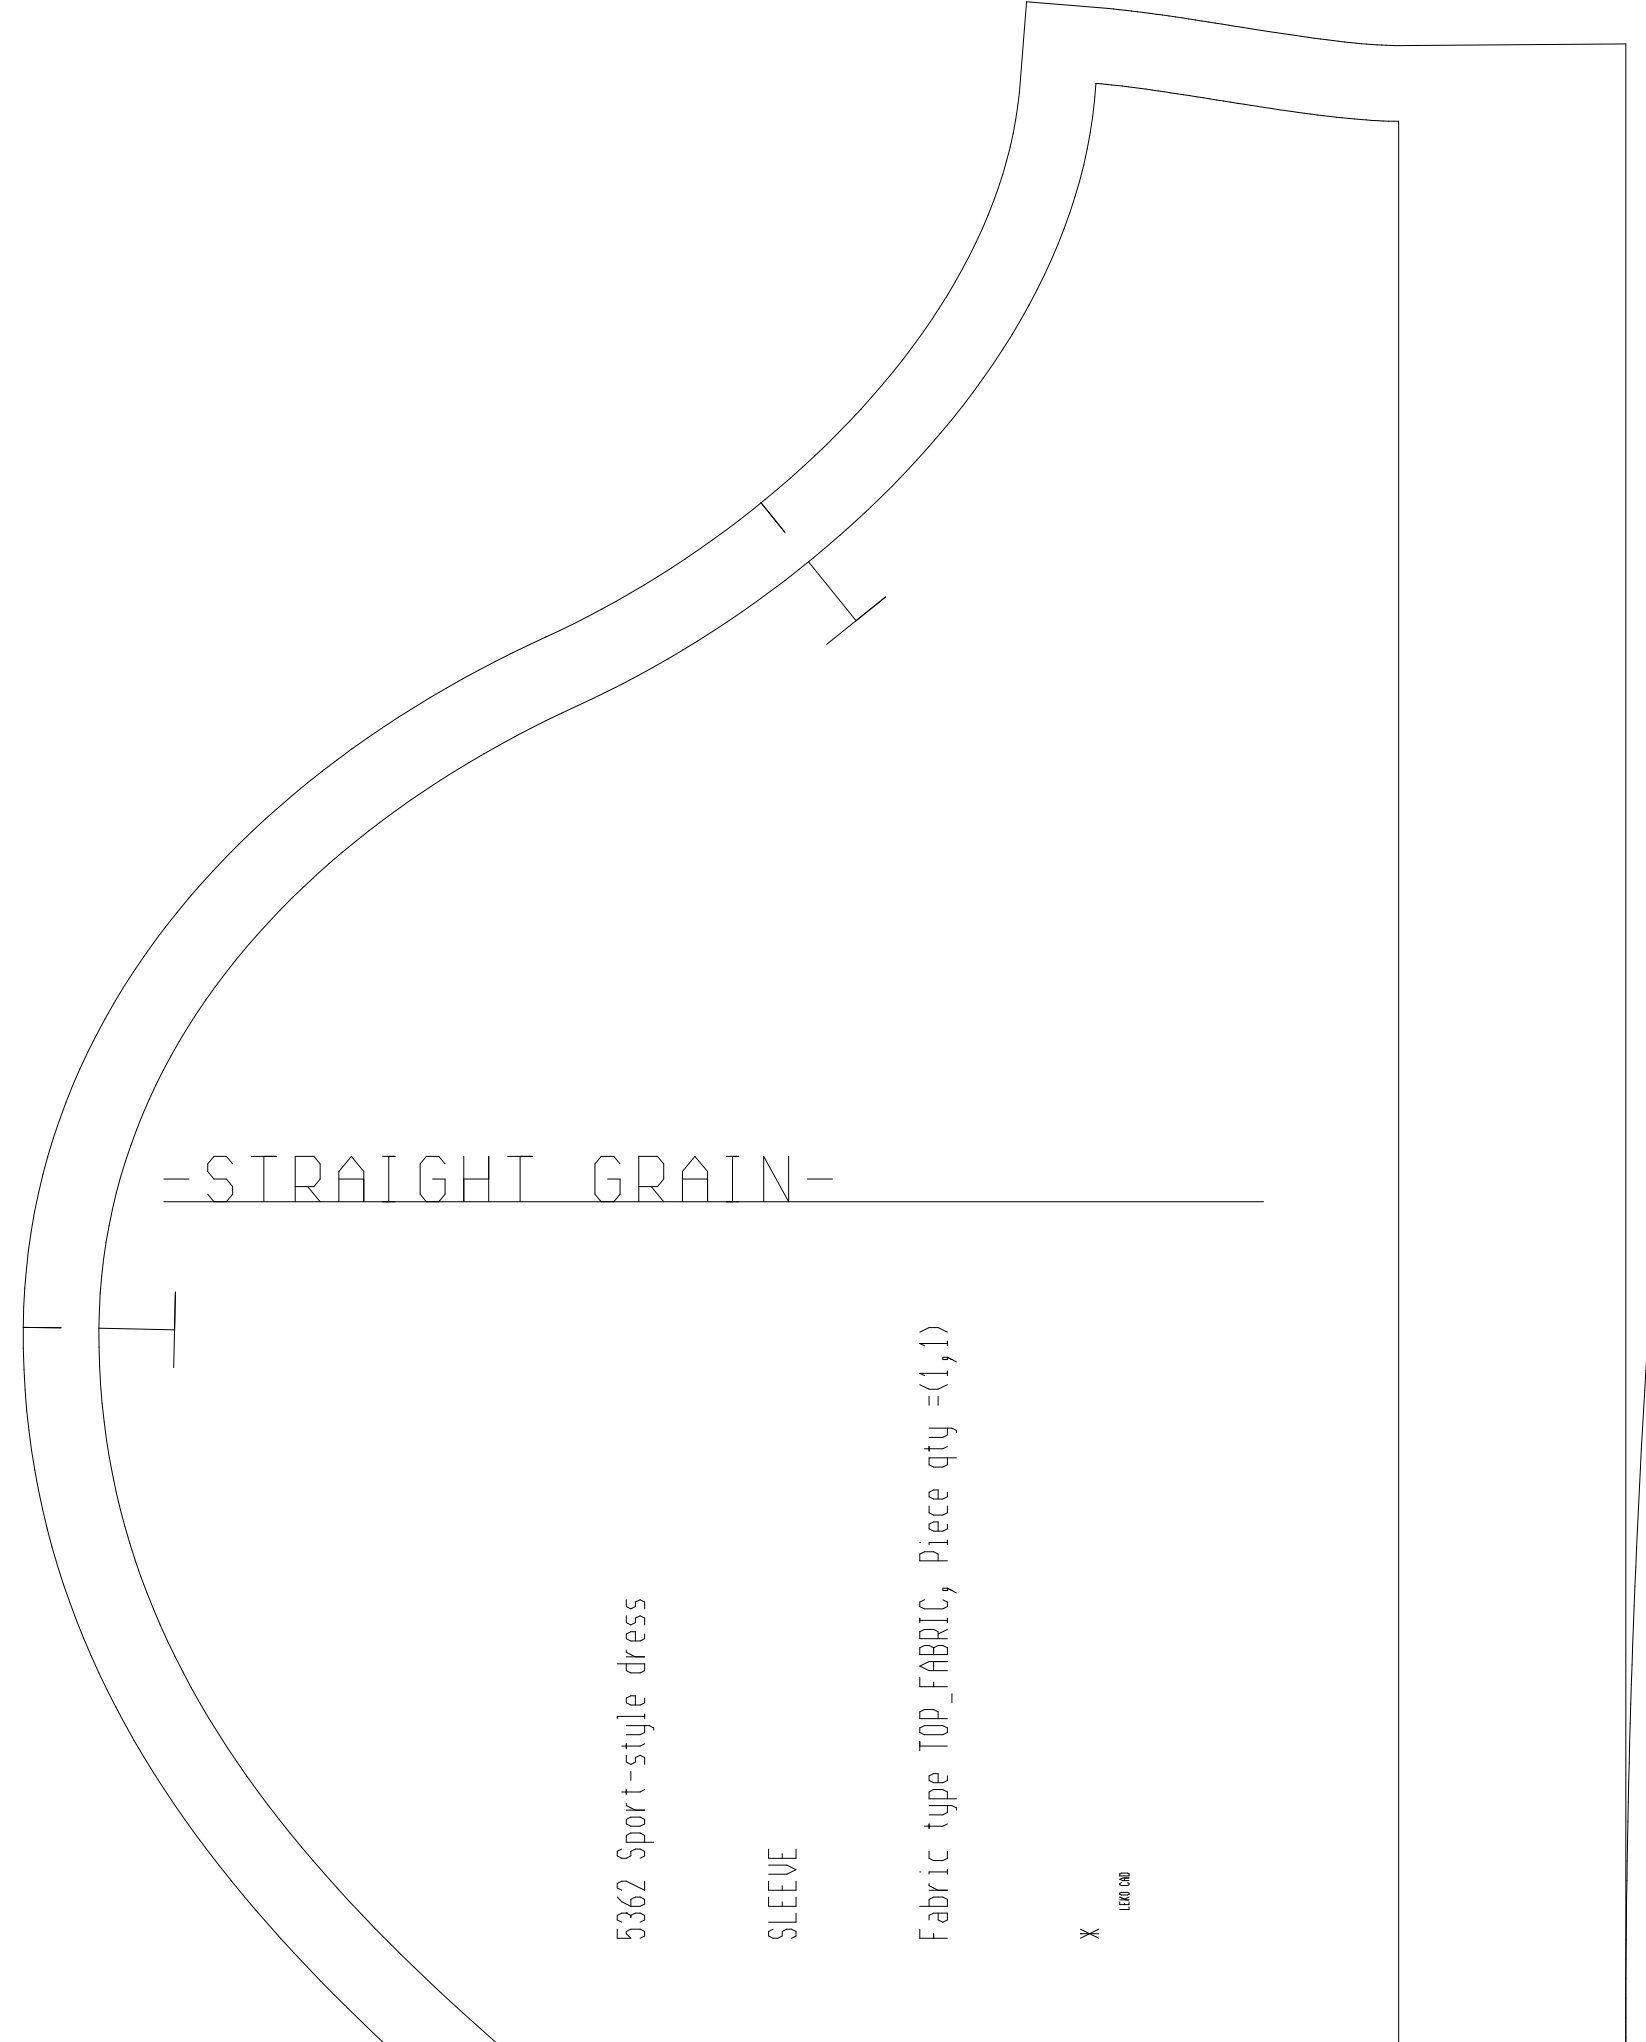 -STRAIGHT GRAIN-
5362 Sport-style dress
SLEEVE
Fabric type TOP_FABRIC, Piece qty =(1,1)
*
LEKO CAD